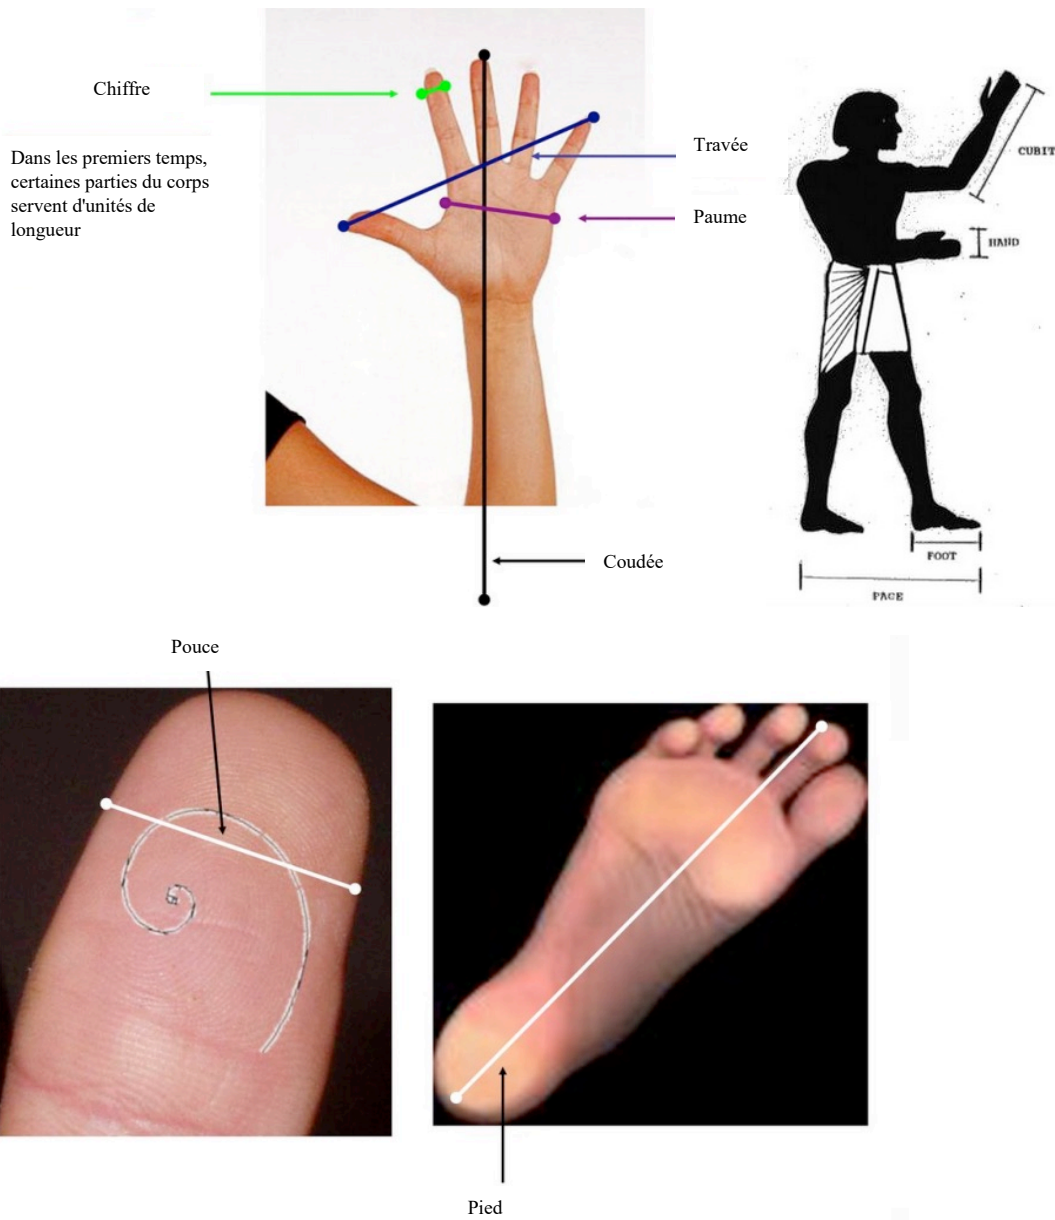 Chiffre
Dans les premiers temps,
certaines parties du corps
servent d'unités de
longueur
Travée
Paume
Coudée
CUBIT
HAND
FOOT
PACE
Pouce
Pied